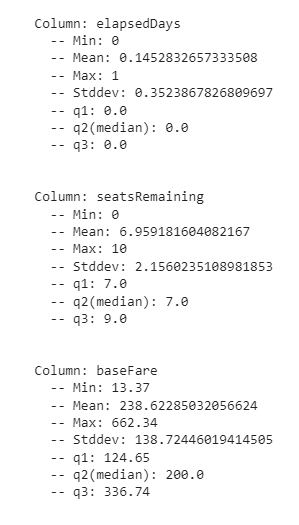 Column: elapsedDays
-- Min: 0
-- Mean: 0.1452832657333508
-- Max: 1
-- Stddev: 0.3523867826809697
-- q1: 0.0
-- q2(median): 0.0
-- q3: 0.0
Column: seatsRemaining
-- Min: 0
-- Mean: 6.959181604082167
-- Max: 10
-- Stddev: 2.1560235108981853
-- q1: 7.0
-- q2(median): 7.0
-- q3: 9.0
Column: baseFare
-- Min: 13.37
-- Mean: 238.62285032056624
-- Max: 662.34
-- Stddev: 138.72446019414505
-- q1: 124.65
-- q2(median): 200.0
-- q3: 336.74